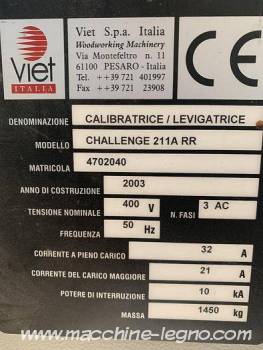 viet
ITALIA
Viet S.p.a. Italia
Woodworking Machinery
Via Montefeltro n. 11
61100 PESARO - Italia
Tel. ++39 721 401997
Fax ++39 721 23908
CE
DENOMINAZIONE CALIBRATRICE / LEVIGATRICE
MODELLO CHALLENGE 211A RR
MATRICOLA 4702040
ANNO DI COSTRUZIONE 2003
TENSIONE NOMINALE 400 V N. FASI 3 AC
FREQUENZA 50 Hz
CORRENTE A PIENO CARICO 32 A
CORRENTE DEL CARICO MAGGIORE 21 A
POTERE DI INTERRUZIONE 10 kA
MASSA 1450 kg
www.macchine-legno.com